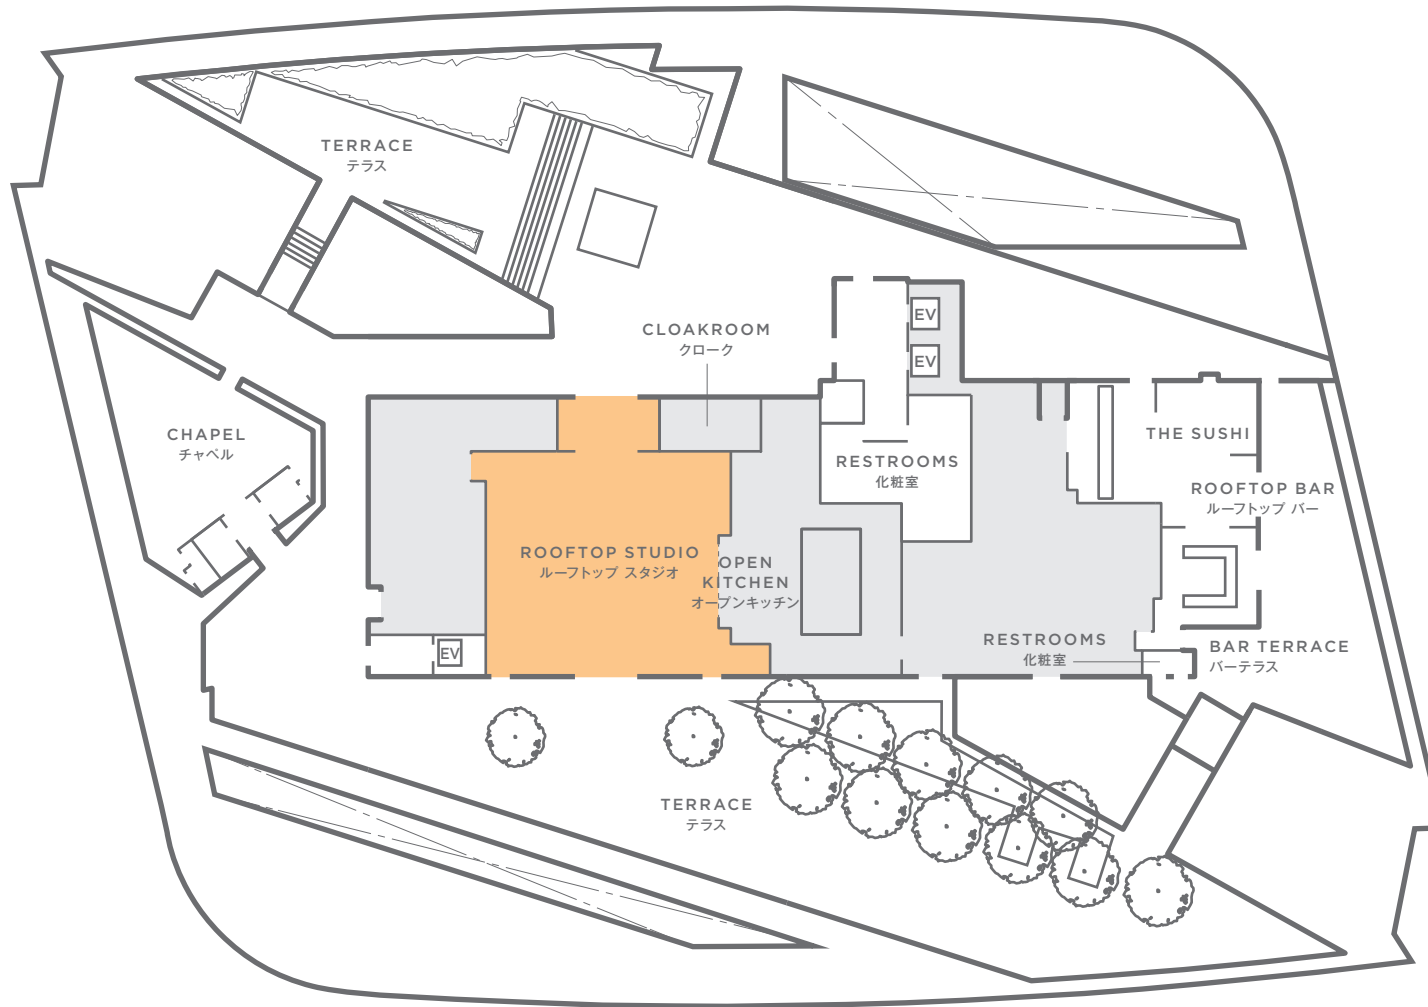 TERRACE
テラス
EV
CLOAKROOM
クローク
EV
CHAPEL
チャペル
THE SUSHI
RESTROOMS
化粧室
ROOFTOP BAR
ルーフトップ バー
ROOFTOP STUDIO
ルーフトップ スタジオ
OPEN
KITCHEN
オープンキッチン
EV
RESTROOMS
化粧室
BAR TERRACE
バーテラス
TERRACE
テラス